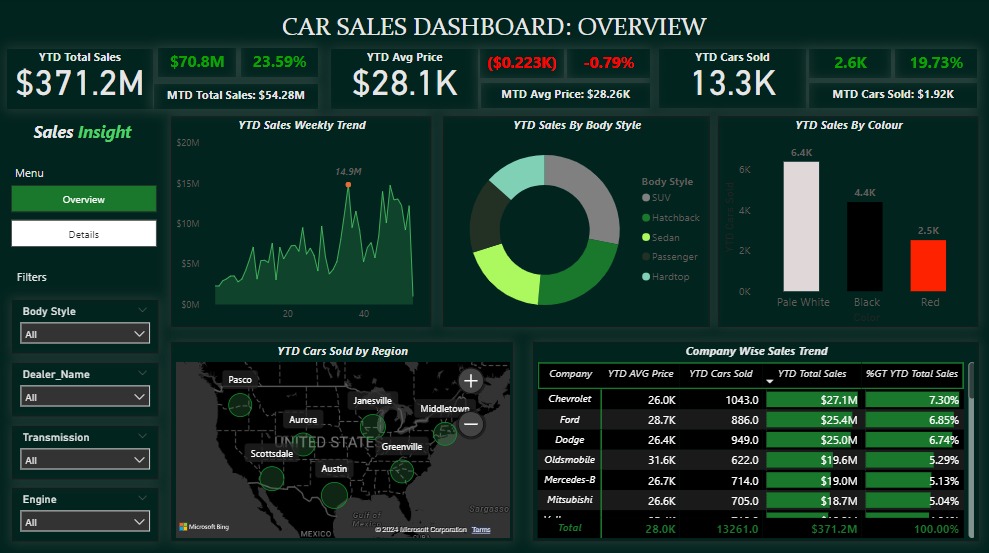 CAR SALES DASHBOARD: OVERVIEW
YTD Total Sales
$371.2M
$70.8M
23.59%
MTD Total Sales: $54.28M
YTD Avg Price
$28.1K
($0.223K)
-0.79%
MTD Avg Price: $28.26K
YTD Cars Sold
13.3K
2.6K
19.73%
MTD Cars Sold: $1.92K
Sales Insight
Menu
Overview
Details
Filters
Body Style
All
Dealer_Name
All
Transmission
All
Engine
All
YTD Sales Weekly Trend
$20M
$15M
$10M
$5M
$0M
14.9M
20
40
YTD Sales By Body Style
Body Style
SUV
Hatchback
Sedan
Passenger
Hardtop
YTD Sales By Colour
6K
4K
2K
0K
6.4K
4.4K
2.5K
Pale White
Black
Red
Color
YTD Cars Sold by Region
Pasco
Janesville
Aurora
Middletown
UNITED STATE
Greenville
Scottsdale
Austin
Gulf of
MEXICO
Sargasso
CUBA
Microsoft Bing
© 2024 Microsoft Corporation Terms
Company Wise Sales Trend
Company YTD AVG Price YTD Cars Sold YTD Total Sales %GT YTD Total Sales
Chevrolet 26.0K 1043.0 $27.1M 7.30%
Ford 28.7K 886.0 $25.4M 6.85%
Dodge 26.4K 949.0 $25.0M 6.74%
Oldsmobile 31.6K 622.0 $19.6M 5.29%
Mercedes-B 26.7K 714.0 $19.0M 5.13%
Mitsubishi 26.6K 705.0 $18.7M 5.04%
Total 28.0K 13261.0 $371.2M 100.00%